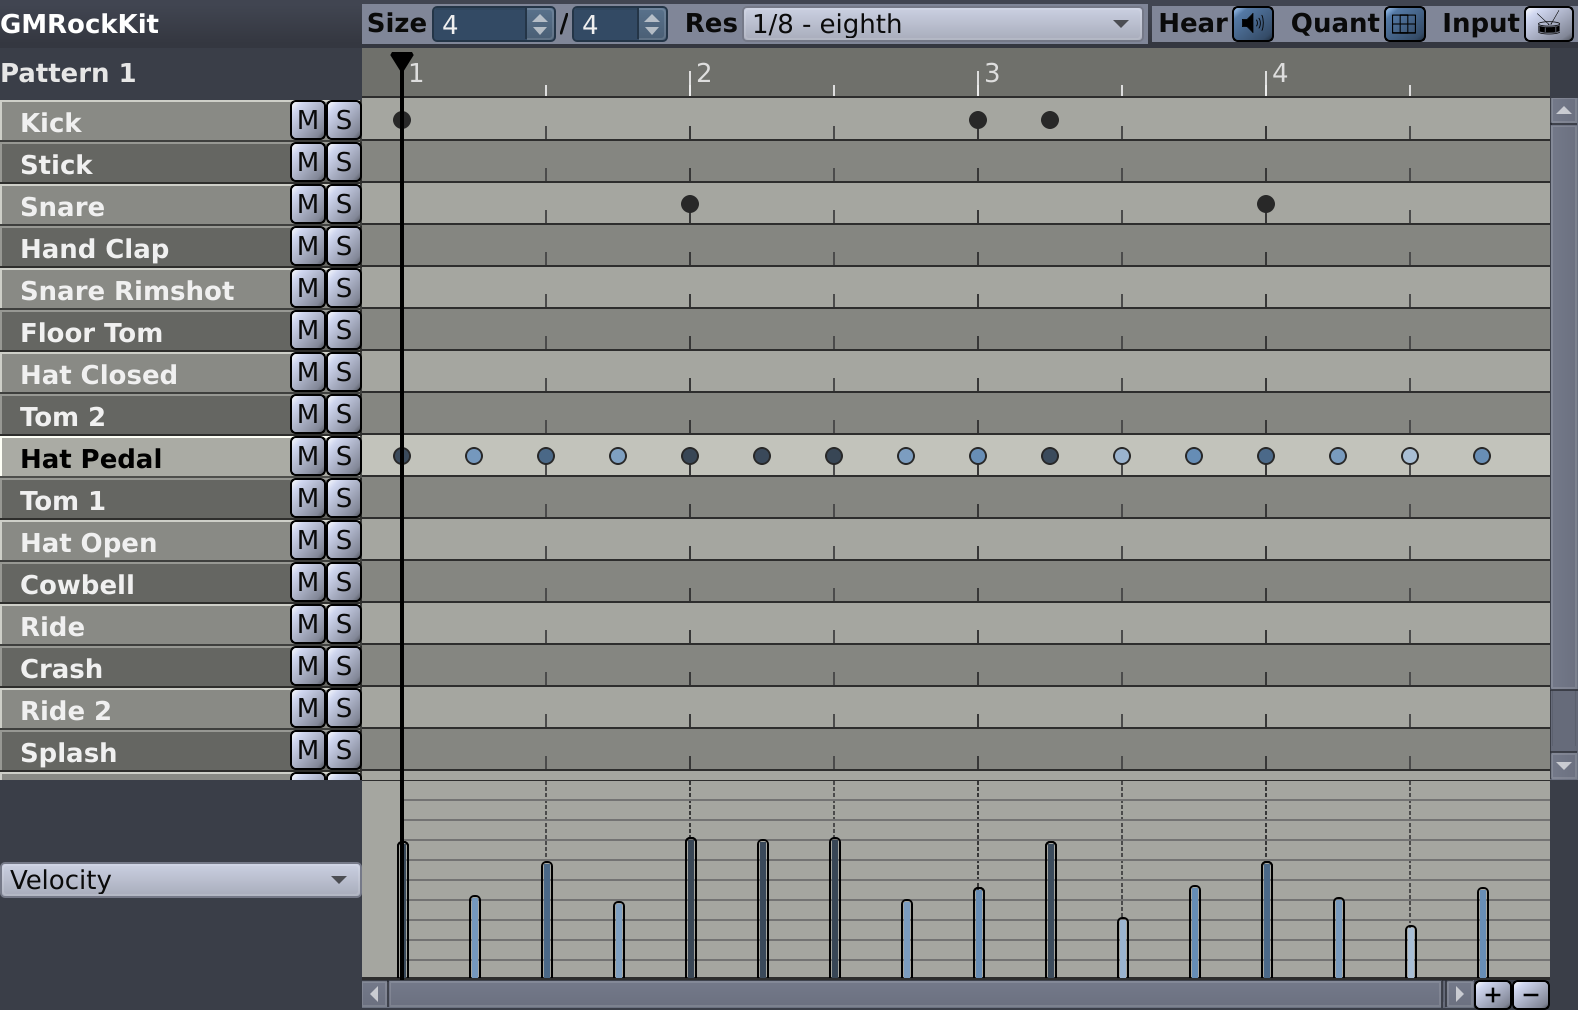 GMRockKit Size 4 / 4 Res 1/8 - eighth Hear Quant Input
Pattern 1 1 2 3 4
Kick M S
Stick M S
Snare M S
Hand Clap M S
Snare Rimshot M S
Floor Tom M S
Hat Closed M S
Tom 2 M S
Hat Pedal M S
Tom 1 M S
Hat Open M S
Cowbell M S
Ride M S
Crash M S
Ride 2 M S
Splash M S
Velocity
+ −